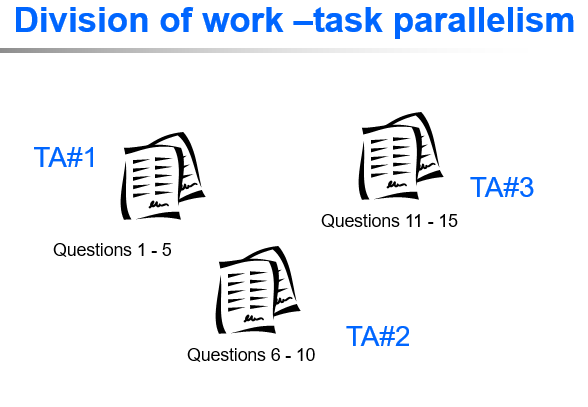 Division of work –task parallelism
TA#1
Questions 1 - 5
TA#3
Questions 11 - 15
TA#2
Questions 6 - 10